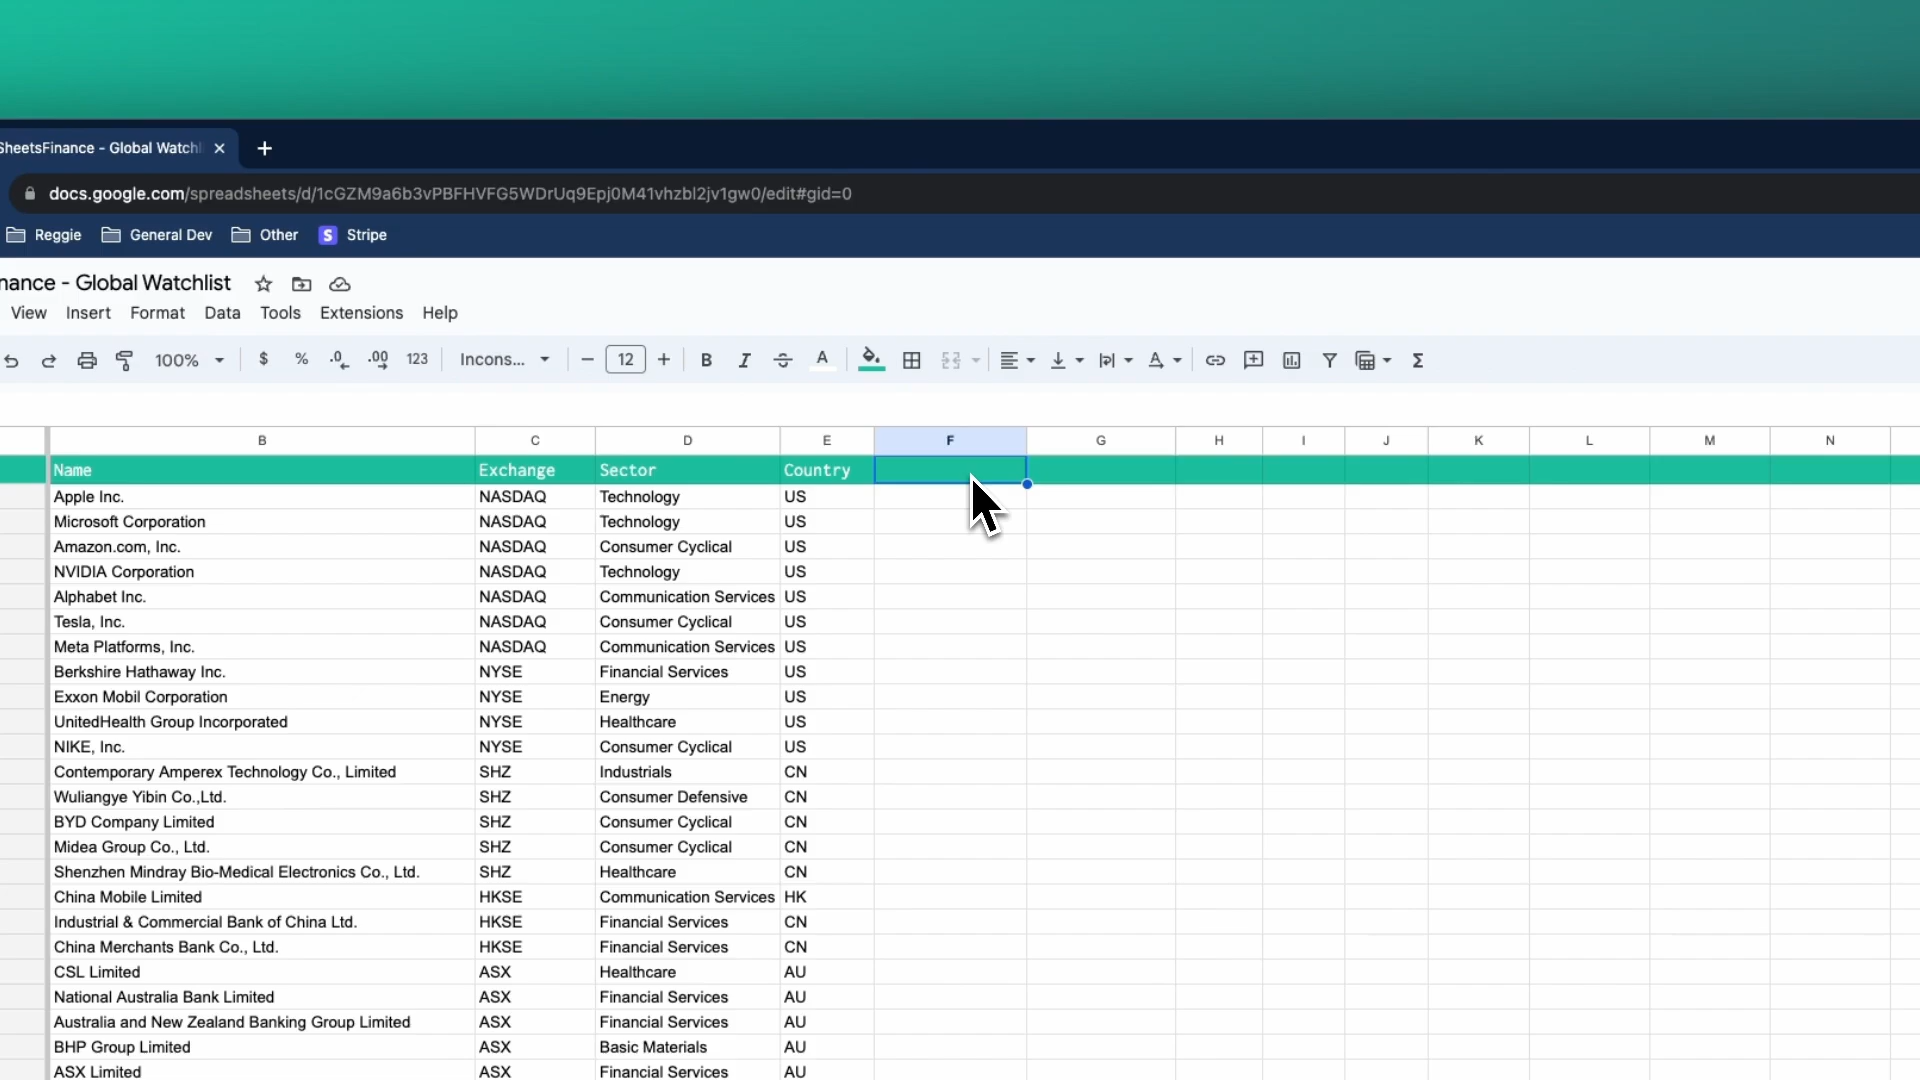 SheetsFinance - Global Watchl
docs.google.com/spreadsheets/d/1cGZM9a6b3vPBFHVFG5WDrUq9Epj0M41vhzbl2jv1gw0/edit#gid=0
Reggie General Dev Other S Stripe
nance - Global Watchlist
View Insert Format Data Tools Extensions Help
100% $ % .0 .00 123 Incons... − 12 + B I S A A Σ
B C D E F G H I J K L M N
Name Exchange Sector Country
Apple Inc. NASDAQ Technology US
Microsoft Corporation NASDAQ Technology US
Amazon.com, Inc. NASDAQ Consumer Cyclical US
NVIDIA Corporation NASDAQ Technology US
Alphabet Inc. NASDAQ Communication Services US
Tesla, Inc. NASDAQ Consumer Cyclical US
Meta Platforms, Inc. NASDAQ Communication Services US
Berkshire Hathaway Inc. NYSE Financial Services US
Exxon Mobil Corporation NYSE Energy US
UnitedHealth Group Incorporated NYSE Healthcare US
NIKE, Inc. NYSE Consumer Cyclical US
Contemporary Amperex Technology Co., Limited SHZ Industrials CN
Wuliangye Yibin Co.,Ltd. SHZ Consumer Defensive CN
BYD Company Limited SHZ Consumer Cyclical CN
Midea Group Co., Ltd. SHZ Consumer Cyclical CN
Shenzhen Mindray Bio-Medical Electronics Co., Ltd. SHZ Healthcare CN
China Mobile Limited HKSE Communication Services HK
Industrial & Commercial Bank of China Ltd. HKSE Financial Services CN
China Merchants Bank Co., Ltd. HKSE Financial Services CN
CSL Limited ASX Healthcare AU
National Australia Bank Limited ASX Financial Services AU
Australia and New Zealand Banking Group Limited ASX Financial Services AU
BHP Group Limited ASX Basic Materials AU
ASX Limited ASX Financial Services AU